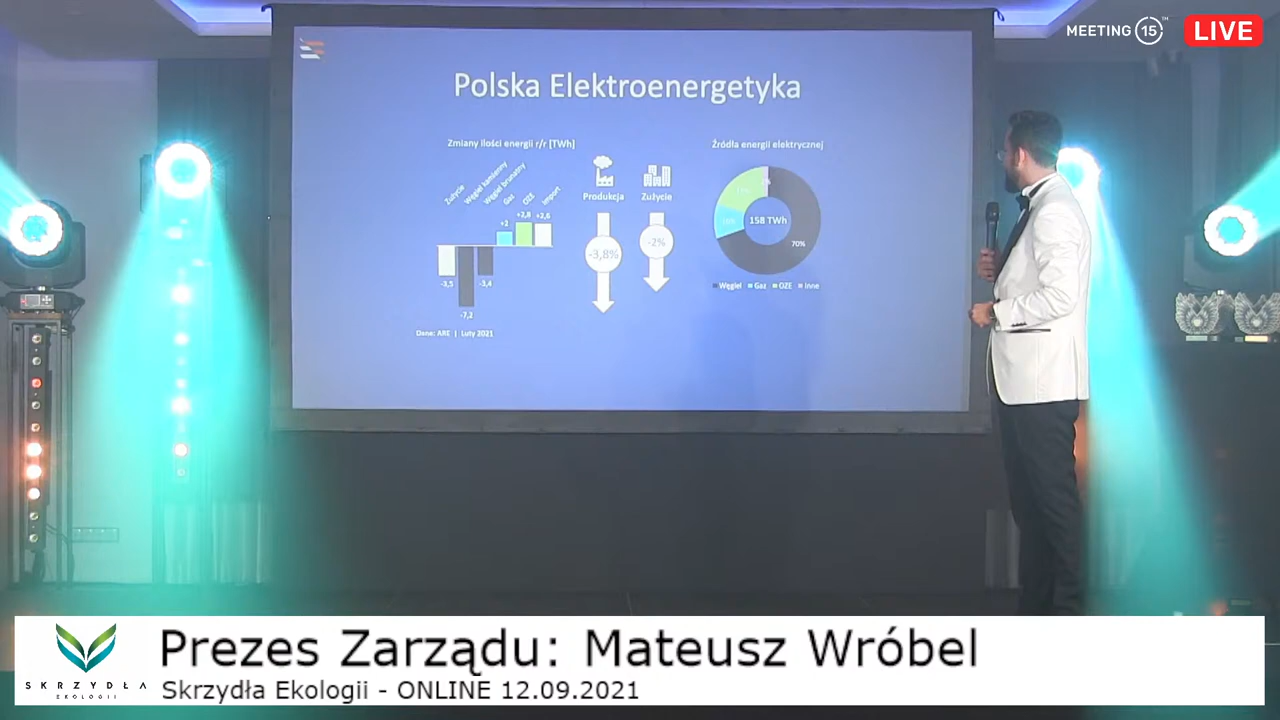 MEETING 15™ LIVE
Polska Elektroenergetyka
Zmiany ilości energii r/r [TWh]
Źródła energii elektrycznej
Zużycie Węgiel kamienny Węgiel brunatny Gaz OZE Import
Produkcja Zużycie
+2 +2,8 +2,6
-3,5 -7,2 -3,4
-3,8% -2%
158 TWh
70%
Węgiel Gaz OZE Inne
Dane: ARE | Luty 2021
Prezes Zarządu: Mateusz Wróbel
Skrzydła Ekologii - ONLINE 12.09.2021
SKRZYDŁA
EKOLOGII